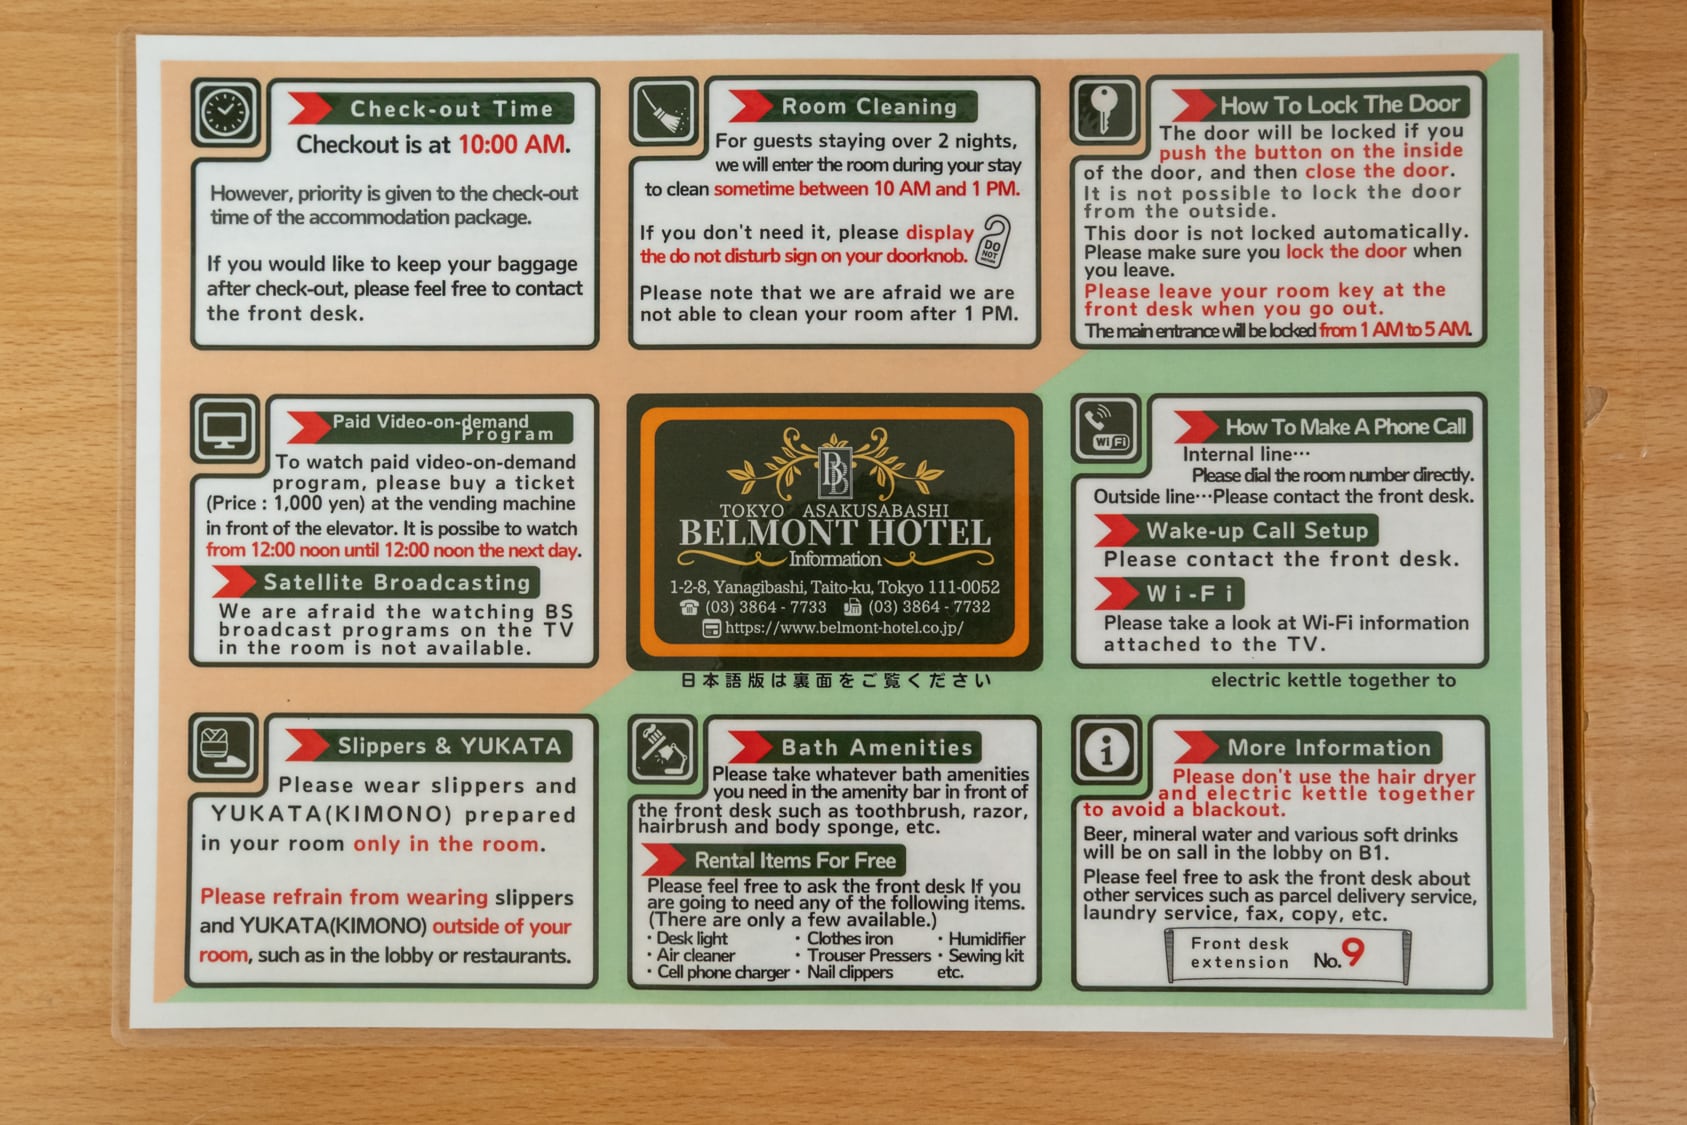 Check-out Time
Checkout is at 10:00 AM.
However, priority is given to the check-out
time of the accommodation package.
If you would like to keep your baggage
after check-out, please feel free to contact
the front desk.
Room Cleaning
For guests staying over 2 nights,
we will enter the room during your stay
to clean sometime between 10 AM and 1 PM.
If you don't need it, please display
the do not disturb sign on your doorknob.
DO
NOT
Please note that we are afraid we are
not able to clean your room after 1 PM.
How To Lock The Door
The door will be locked if you
push the button on the inside
of the door, and then close the door.
It is not possible to lock the door
from the outside.
This door is not locked automatically.
Please make sure you lock the door when
you leave.
Please leave your room key at the
front desk when you go out.
The main entrance will be locked from 1 AM to 5 AM.
Paid Video-on-demand
Program
To watch paid video-on-demand
program, please buy a ticket
(Price : 1,000 yen) at the vending machine
in front of the elevator. It is possibe to watch
from 12:00 noon until 12:00 noon the next day.
Satellite Broadcasting
We are afraid the watching BS
broadcast programs on the TV
in the room is not available.
BB
TOKYO ASAKUSABASHI
BELMONT HOTEL
Information
1-2-8, Yanagibashi, Taito-ku, Tokyo 111-0052
(03) 3864 - 7733 (03) 3864 - 7732
https://www.belmont-hotel.co.jp/
日本語版は裏面をご覧ください
WiFi
How To Make A Phone Call
Internal line…
Please dial the room number directly.
Outside line…Please contact the front desk.
Wake-up Call Setup
Please contact the front desk.
Wi-Fi
Please take a look at Wi-Fi information
attached to the TV.
electric kettle together to
Slippers & YUKATA
Please wear slippers and
YUKATA(KIMONO) prepared
in your room only in the room.
Please refrain from wearing slippers
and YUKATA(KIMONO) outside of your
room, such as in the lobby or restaurants.
Bath Amenities
Please take whatever bath amenities
you need in the amenity bar in front of
the front desk such as toothbrush, razor,
hairbrush and body sponge, etc.
Rental Items For Free
Please feel free to ask the front desk If you
are going to need any of the following items.
(There are only a few available.)
・Desk light ・Clothes iron ・Humidifier
・Air cleaner ・Trouser Pressers ・Sewing kit
・Cell phone charger ・Nail clippers etc.
i
More Information
Please don't use the hair dryer
and electric kettle together
to avoid a blackout.
Beer, mineral water and various soft drinks
will be on sall in the lobby on B1.
Please feel free to ask the front desk about
other services such as parcel delivery service,
laundry service, fax, copy, etc.
Front desk
extension No.9